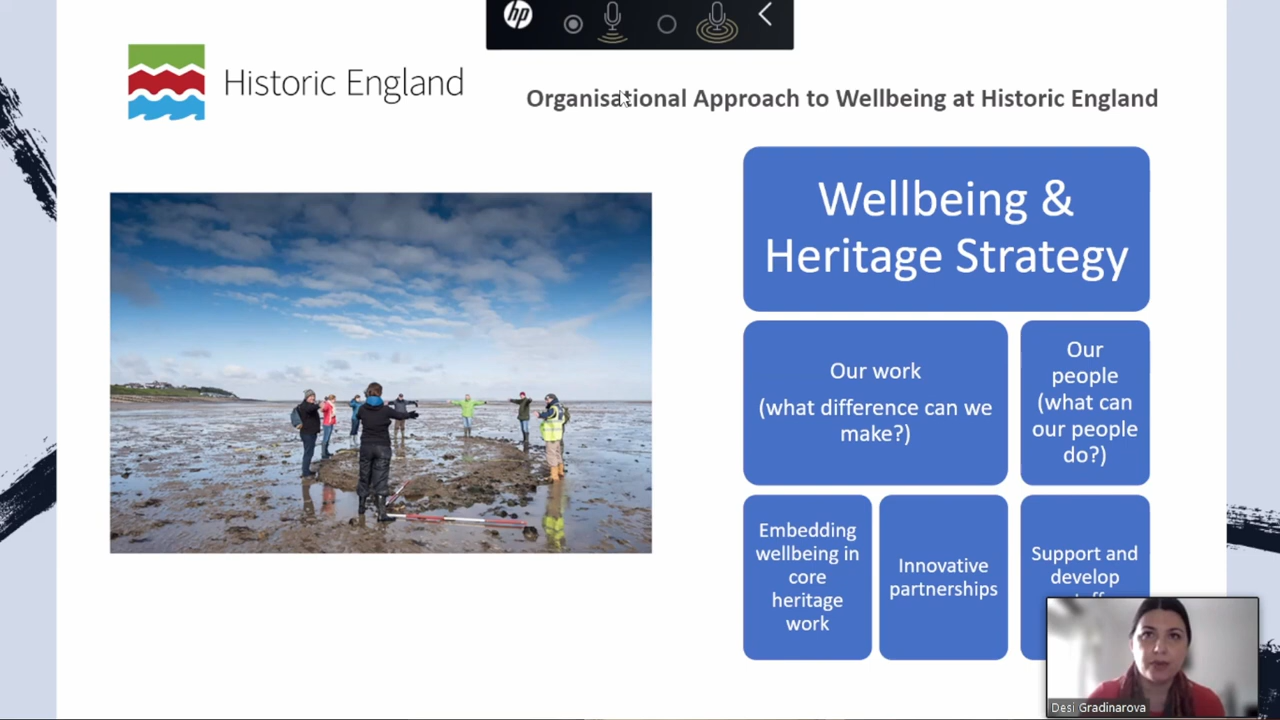 hp
Historic England
Organisational Approach to Wellbeing at Historic England
Wellbeing &
Heritage Strategy
Our work
(what difference can we
make?)
Our
people
(what can
our people
do?)
Embedding
wellbeing in
core
heritage
work
Innovative
partnerships
Support and
develop
Desi Gradinarova